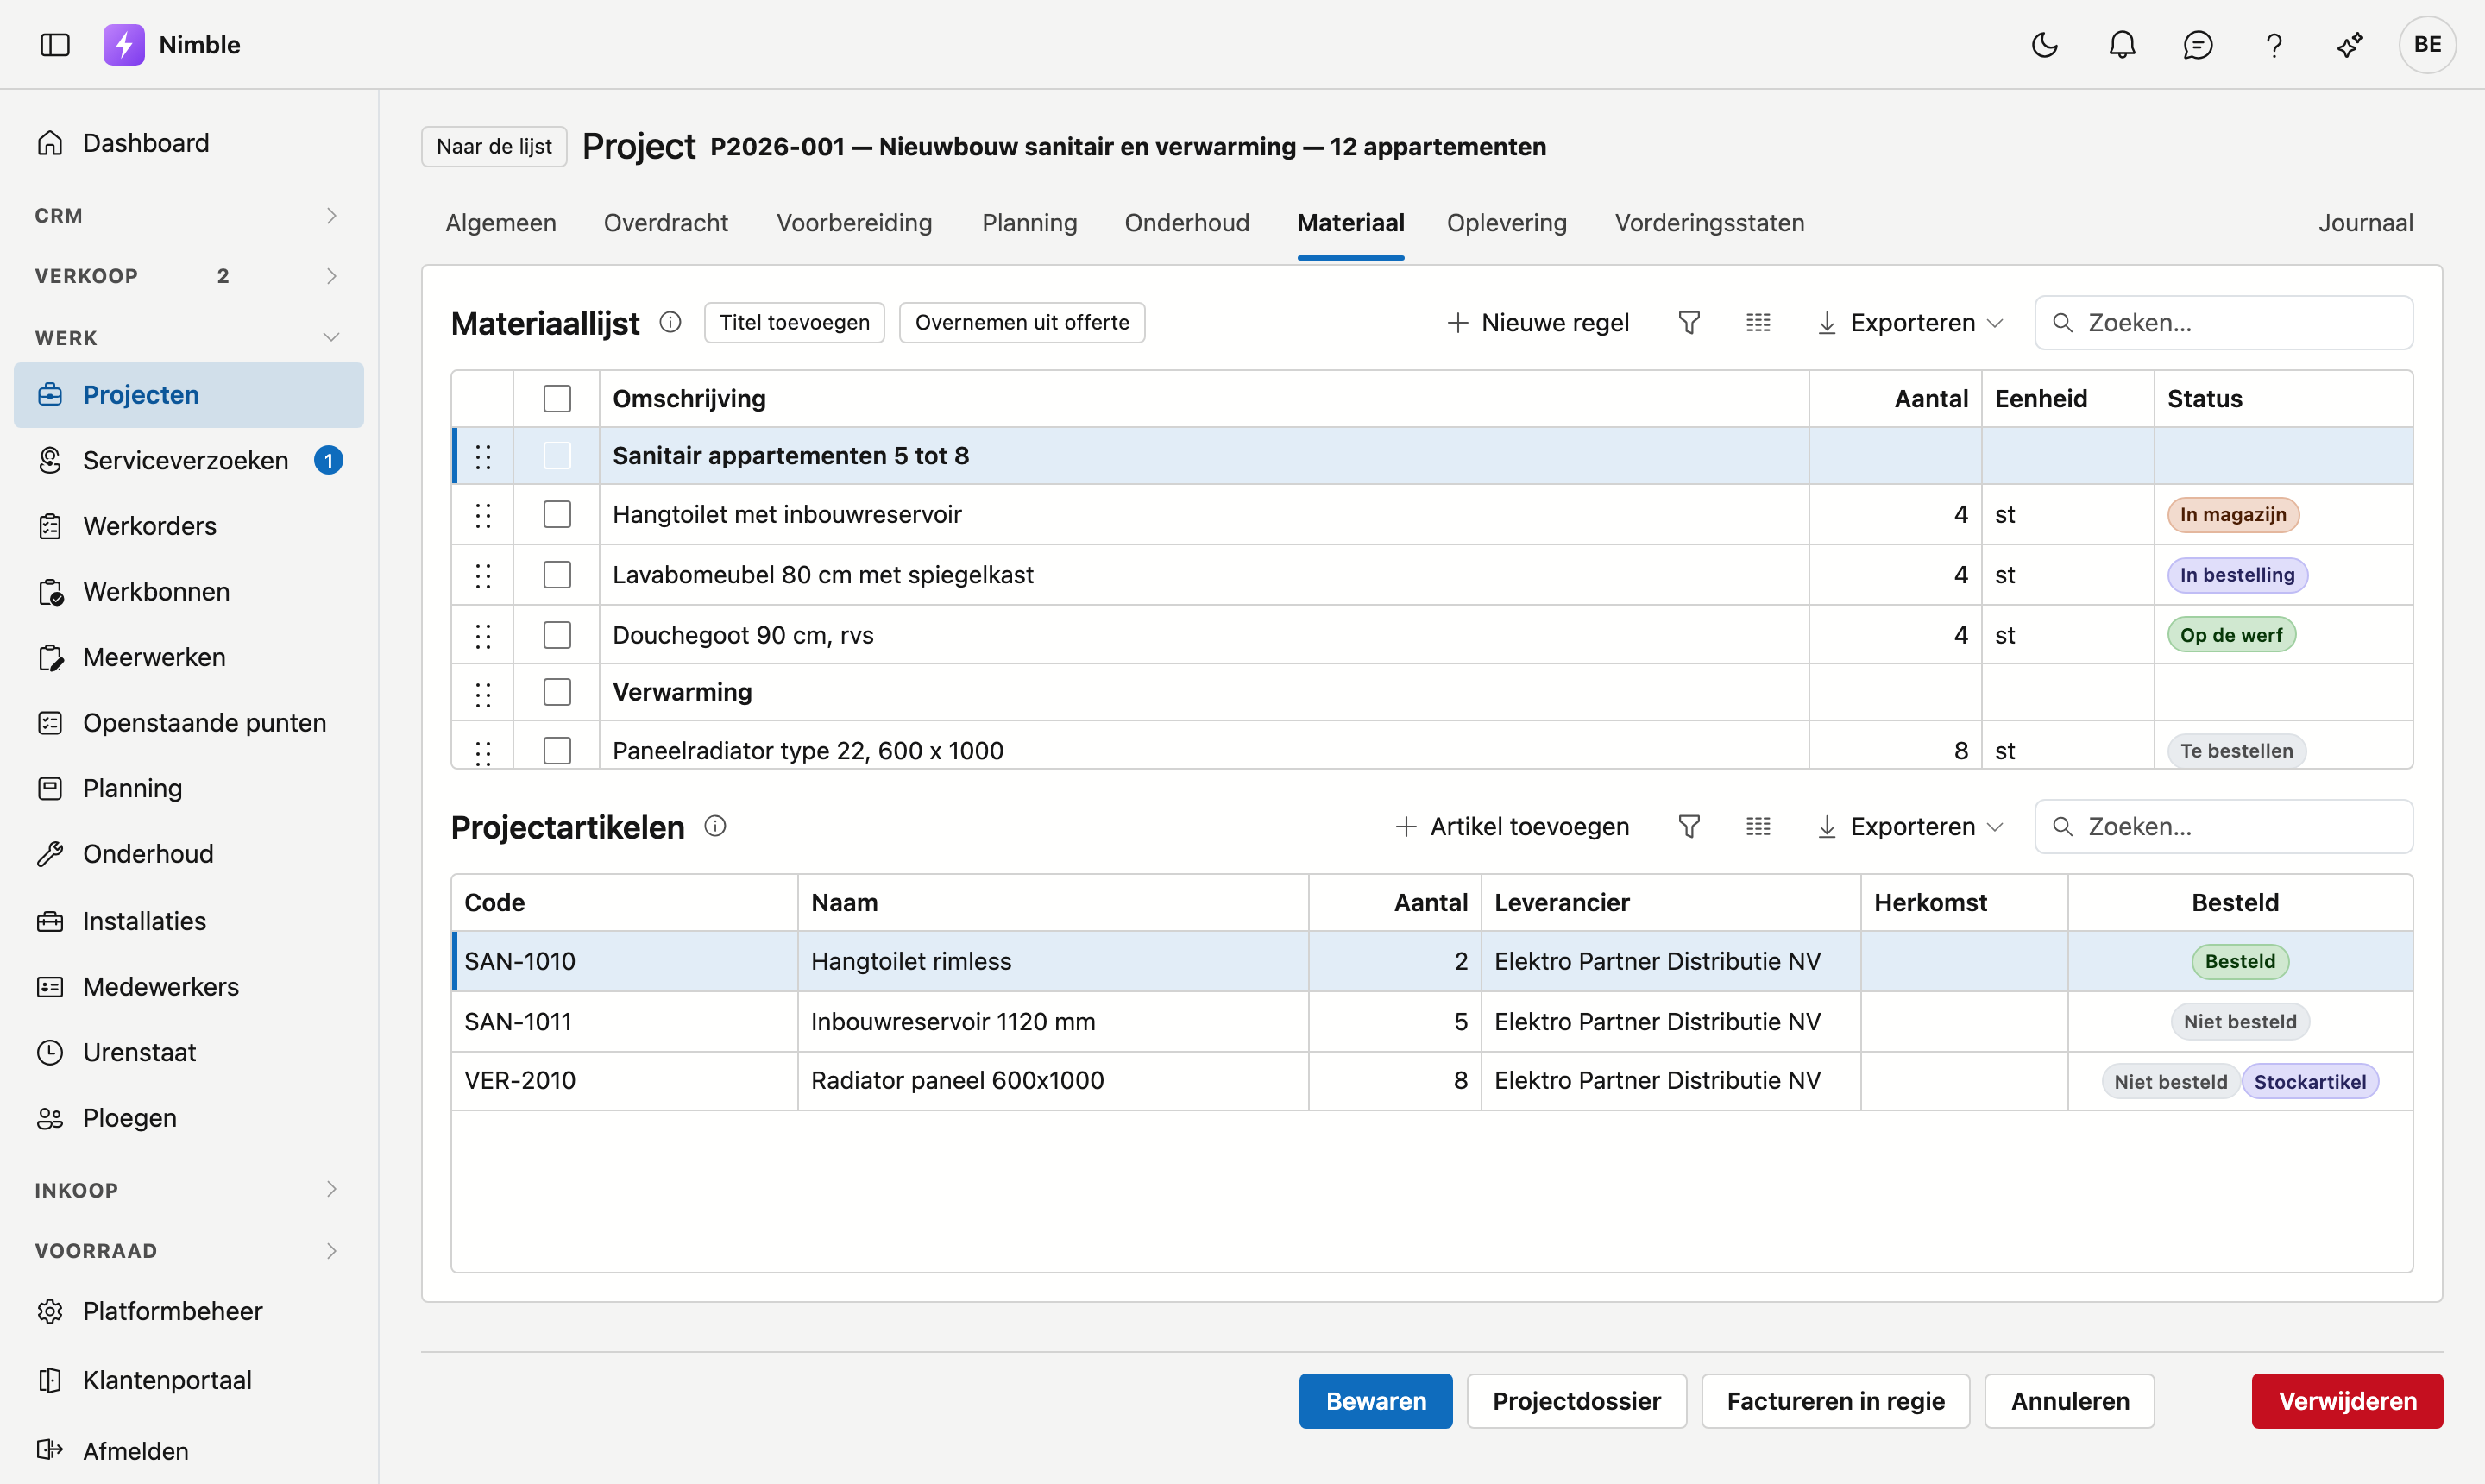 Nimble
BE
Dashboard
CRM
VERKOOP 2
WERK
Projecten
Serviceverzoeken 1
Werkorders
Werkbonnen
Meerwerken
Openstaande punten
Planning
Onderhoud
Installaties
Medewerkers
Urenstaat
Ploegen
INKOOP
VOORRAAD
Platformbeheer
Klantenportaal
Afmelden
Naar de lijst Project P2026-001 — Nieuwbouw sanitair en verwarming — 12 appartementen
Algemeen Overdracht Voorbereiding Planning Onderhoud Materiaal Oplevering Vorderingsstaten Journaal
Materiaallijst Titel toevoegen Overnemen uit offerte Nieuwe regel Exporteren Zoeken...
Omschrijving Aantal Eenheid Status
Sanitair appartementen 5 tot 8
Hangtoilet met inbouwreservoir 4 st In magazijn
Lavabomeubel 80 cm met spiegelkast 4 st In bestelling
Douchegoot 90 cm, rvs 4 st Op de werf
Verwarming
Paneelradiator type 22, 600 x 1000 8 st Te bestellen
Projectartikelen Artikel toevoegen Exporteren Zoeken...
Code Naam Aantal Leverancier Herkomst Besteld
SAN-1010 Hangtoilet rimless 2 Elektro Partner Distributie NV Besteld
SAN-1011 Inbouwreservoir 1120 mm 5 Elektro Partner Distributie NV Niet besteld
VER-2010 Radiator paneel 600x1000 8 Elektro Partner Distributie NV Niet besteld Stockartikel
Bewaren Projectdossier Factureren in regie Annuleren Verwijderen